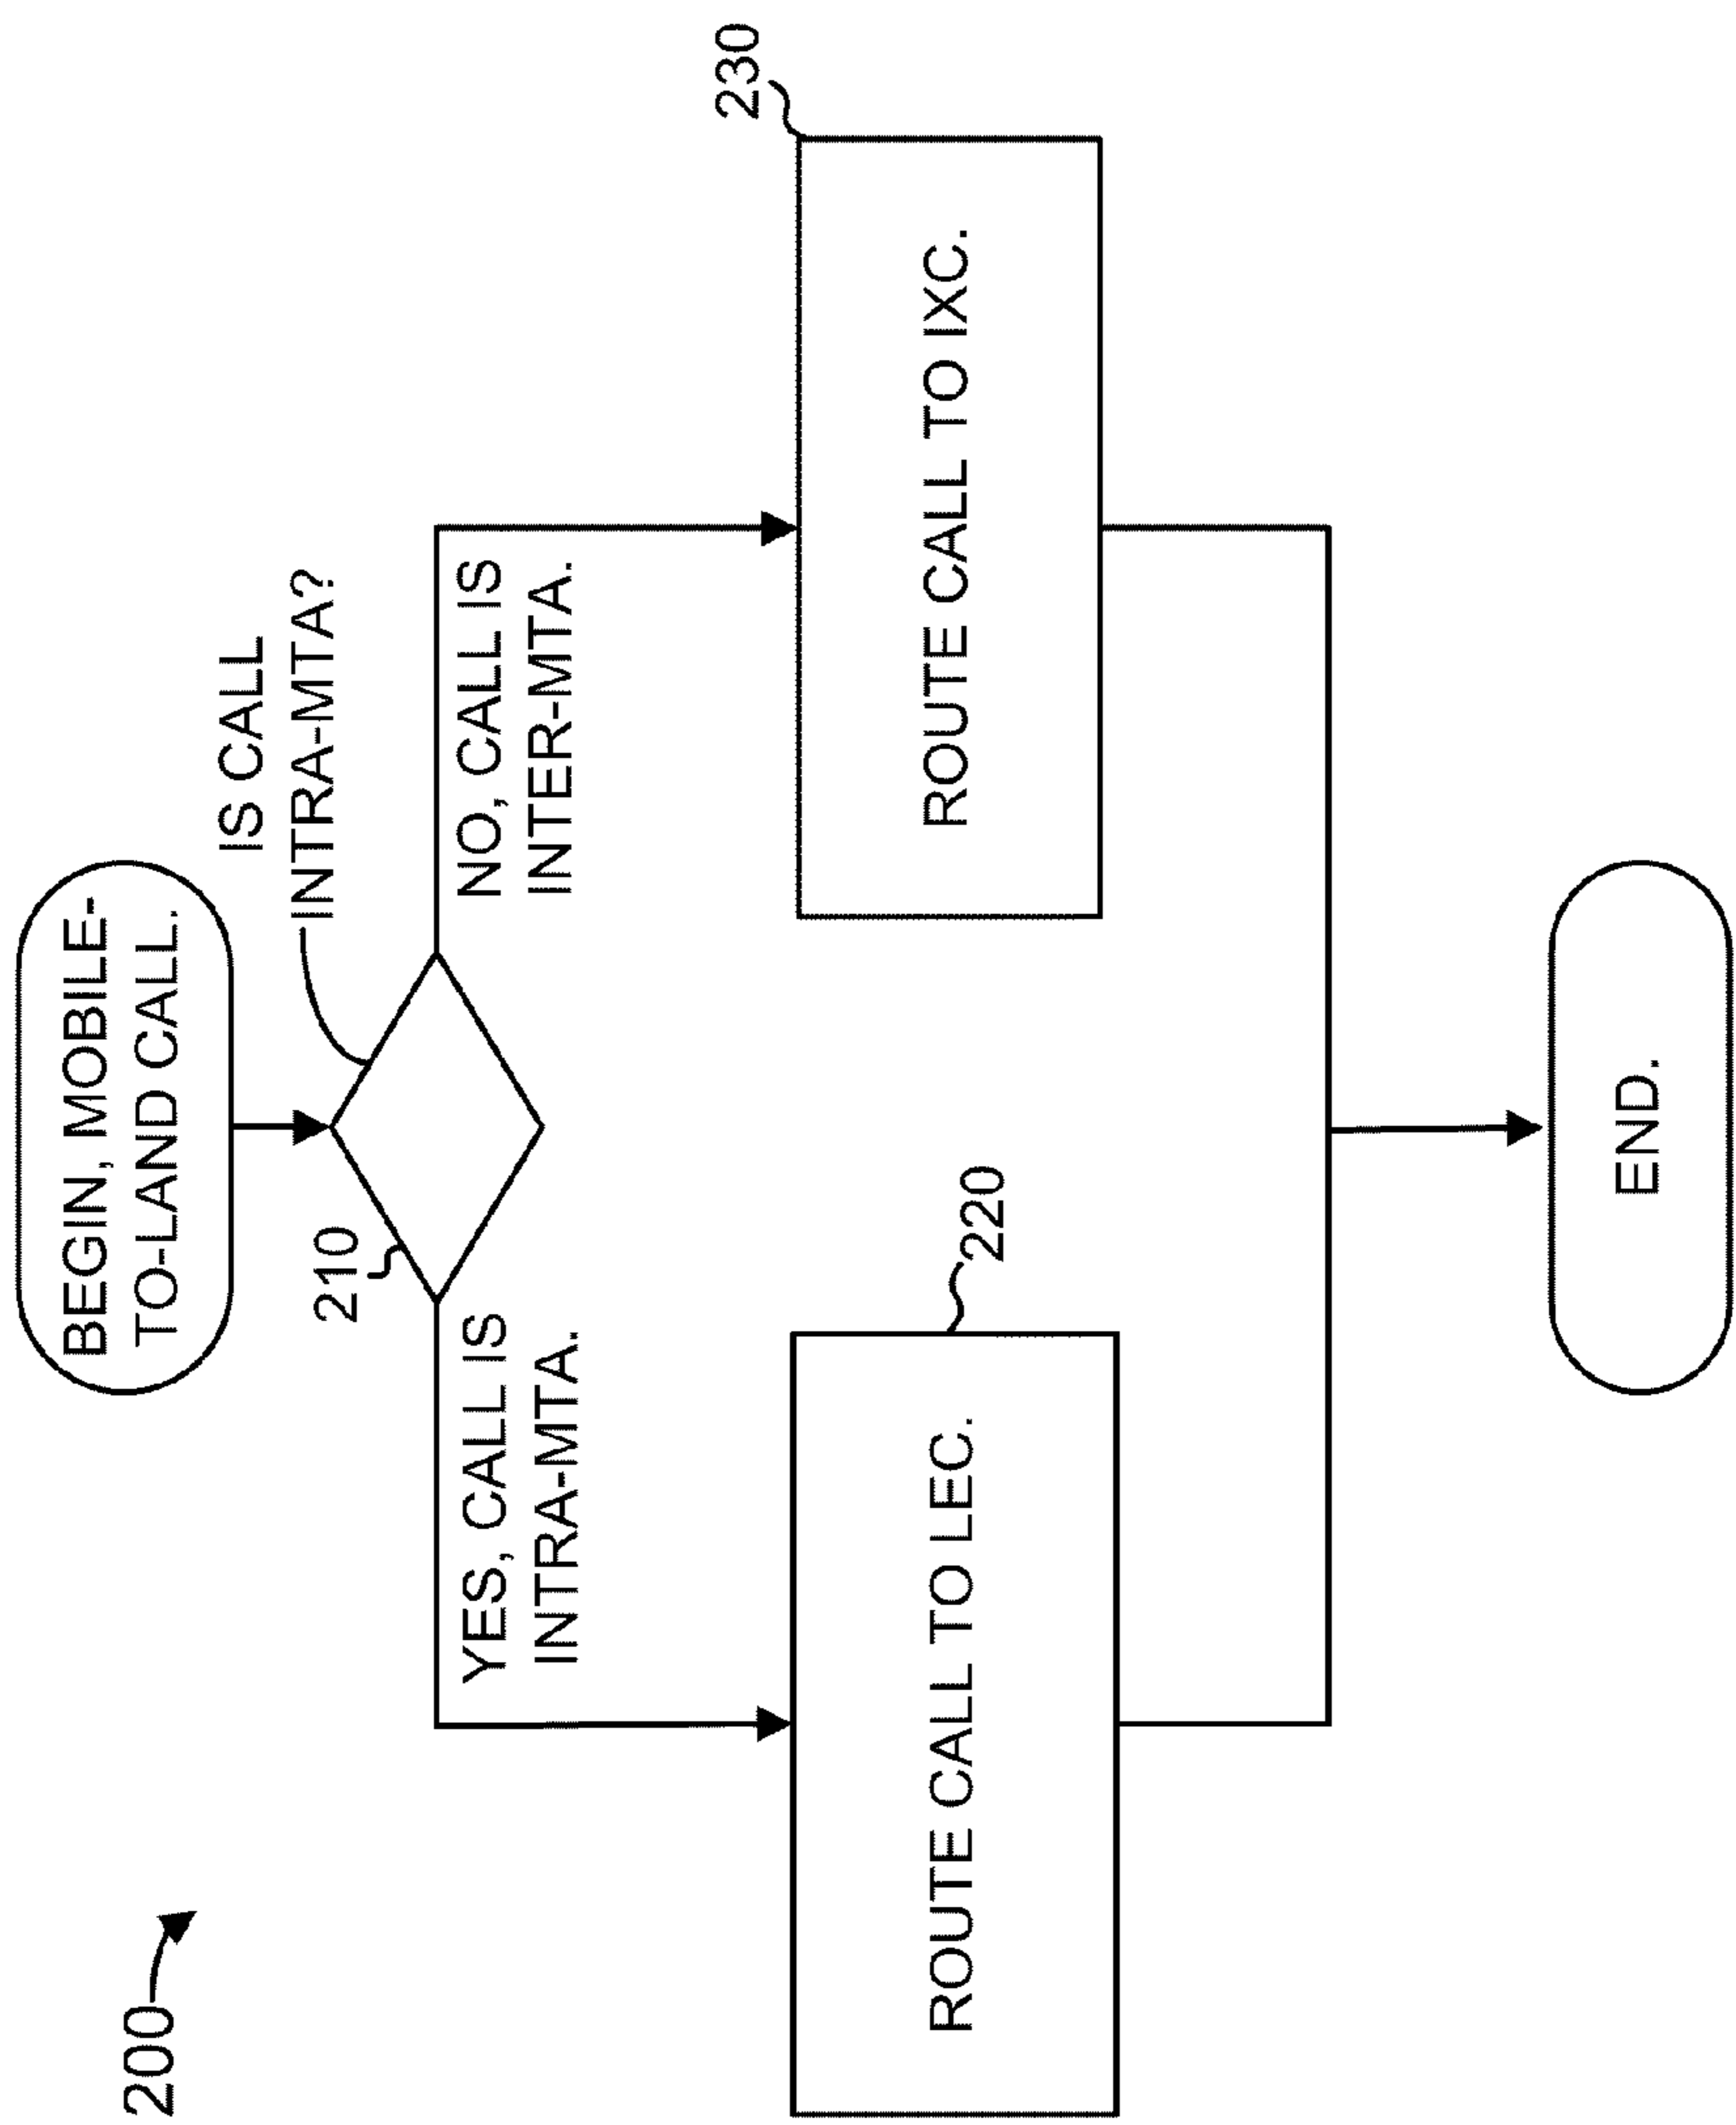 200
BEGIN, MOBILE-
TO-LAND CALL.
IS CALL
INTRA-MTA?
210
YES, CALL IS
INTRA-MTA.
NO, CALL IS
INTER-MTA.
220
ROUTE CALL TO LEC.
230
ROUTE CALL TO IXC.
END.